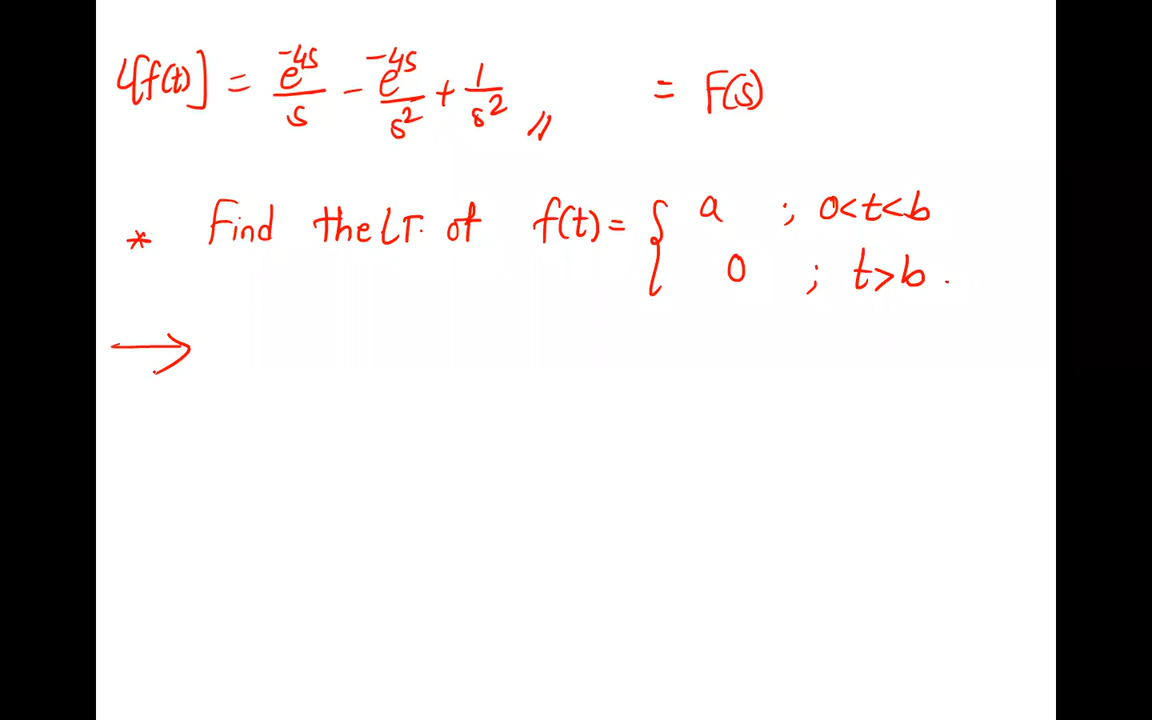 L[f(t)] = e^{-4s}/s - e^{-4s}/s^2 + 1/s^2 // = F(s)
* Find the LT. of f(t) = { a ; 0<t<b
0 ; t>b .
→